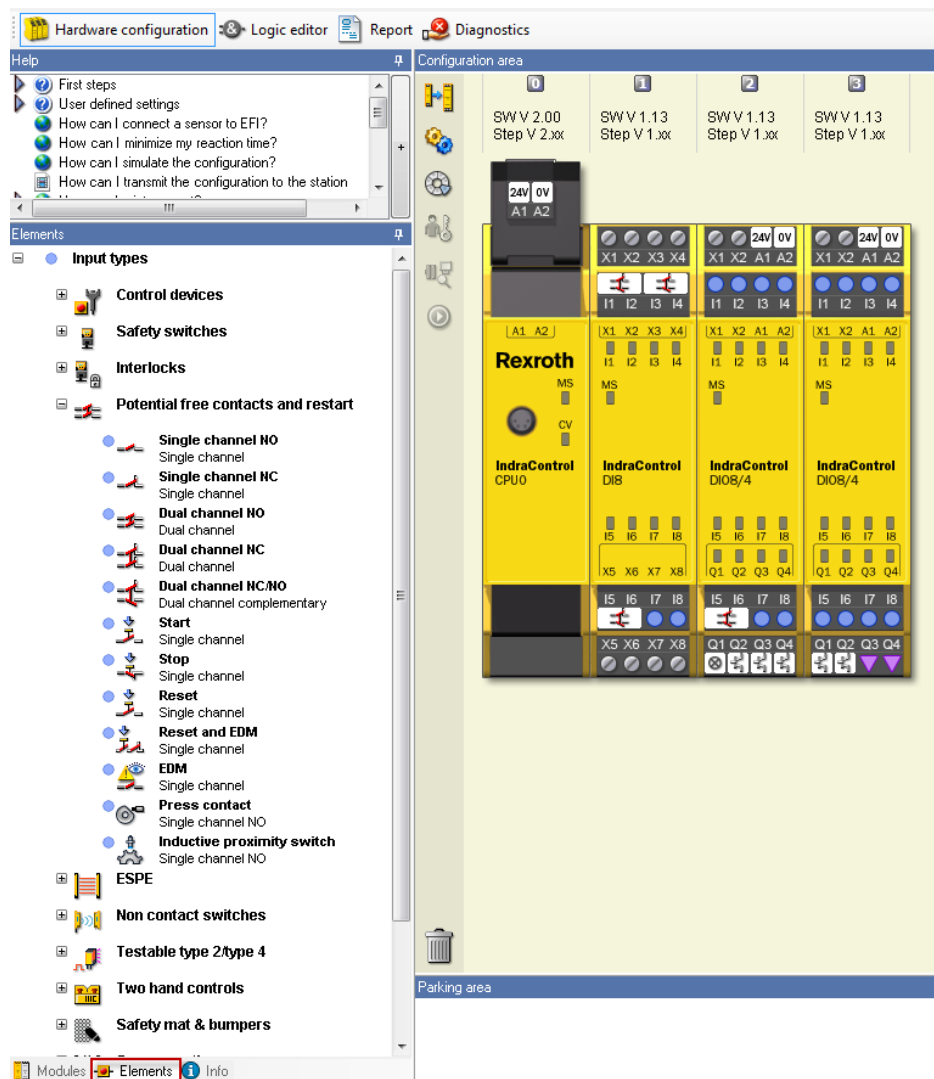 Hardware configuration Logic editor Report Diagnostics
Help
First steps
User defined settings
How can I connect a sensor to EFI?
How can I minimize my reaction time?
How can I simulate the configuration?
How can I transmit the configuration to the station
Elements
Input types
Control devices
Safety switches
Interlocks
Potential free contacts and restart
Single channel NO
Single channel
Single channel NC
Single channel
Dual channel NO
Dual channel
Dual channel NC
Dual channel
Dual channel NC/NO
Dual channel complementary
Start
Single channel
Stop
Single channel
Reset
Single channel
Reset and EDM
Single channel
EDM
Single channel
Press contact
Single channel NO
Inductive proximity switch
Single channel NO
ESPE
Non contact switches
Testable type 2/type 4
Two hand controls
Safety mat & bumpers
Modules Elements Info
Configuration area
0 1 2 3
SW V 2.00 SW V 1.13 SW V 1.13 SW V 1.13
Step V 2.xx Step V 1.xx Step V 1.xx Step V 1.xx
24V 0V
A1 A2
24V 0V 24V 0V
X1 X2 X3 X4 X1 X2 A1 A2 X1 X2 A1 A2
I1 I2 I3 I4 I1 I2 I3 I4 I1 I2 I3 I4
A1 A2 X1 X2 X3 X4 X1 X2 A1 A2 X1 X2 A1 A2
I1 I2 I3 I4 I1 I2 I3 I4 I1 I2 I3 I4
Rexroth
MS MS MS MS
CV
IndraControl IndraControl IndraControl IndraControl
CPU0 DI8 DIO8/4 DIO8/4
I5 I6 I7 I8 I5 I6 I7 I8 I5 I6 I7 I8
X5 X6 X7 X8 Q1 Q2 Q3 Q4 Q1 Q2 Q3 Q4
I5 I6 I7 I8 I5 I6 I7 I8 I5 I6 I7 I8
X5 X6 X7 X8 Q1 Q2 Q3 Q4 Q1 Q2 Q3 Q4
Parking area